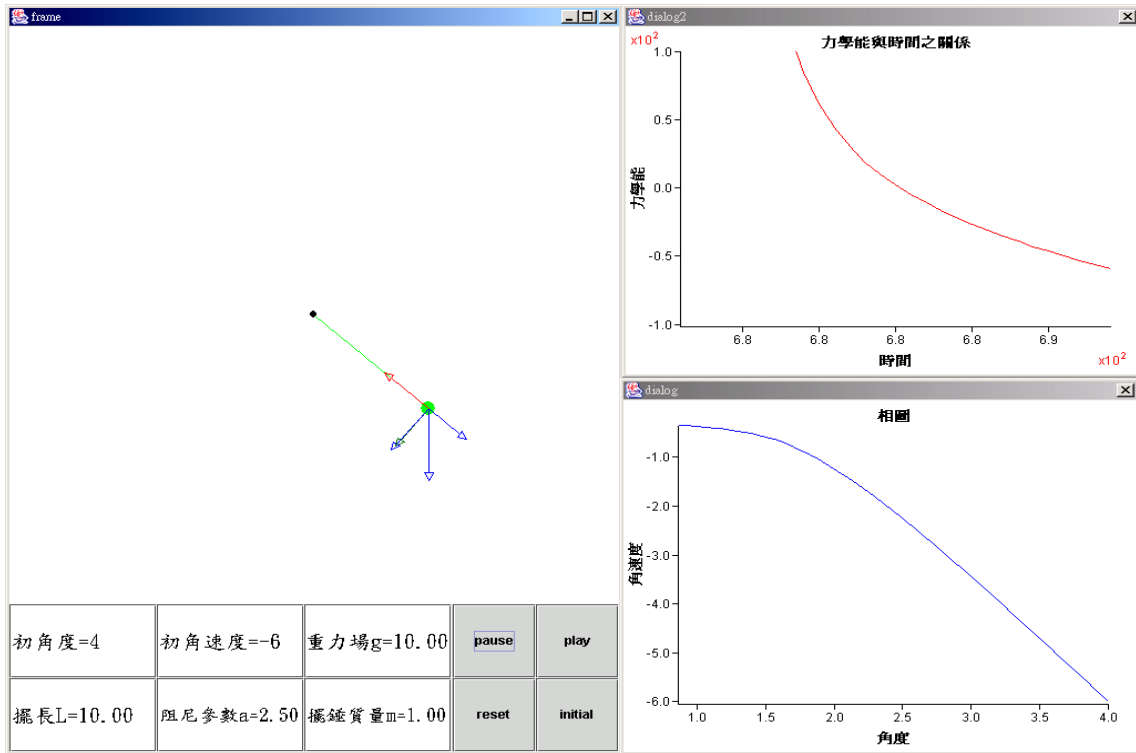 frame
初角度=4
初角速度=-6
重力場g=10.00
pause
play
擺長L=10.00
阻尼參數a=2.50
擺錘質量m=1.00
reset
initial
dialog2
力學能與時間之關係
x10²
1.0
0.5
0.0
-0.5
-1.0
力學能
6.8 6.8 6.8 6.8 6.9
時間
x10²
dialog
相圖
-1.0
-2.0
-3.0
-4.0
-5.0
-6.0
角速度
1.0 1.5 2.0 2.5 3.0 3.5 4.0
角度